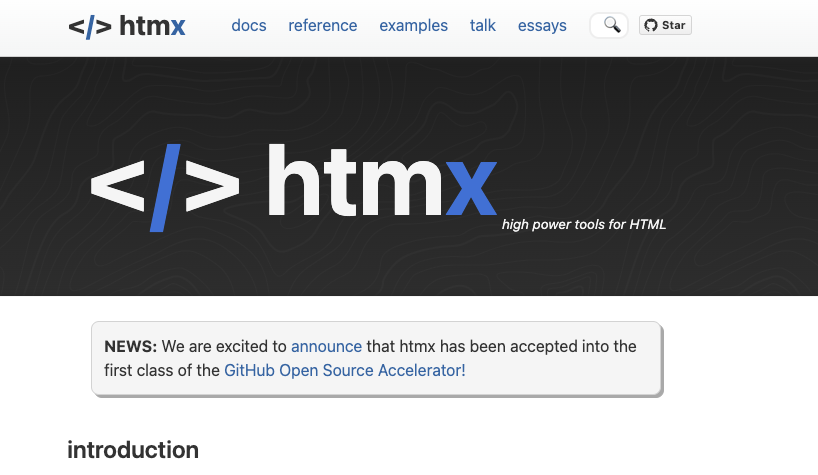 </> htmx docs reference examples talk essays Star
</> htmx
high power tools for HTML
NEWS: We are excited to announce that htmx has been accepted into the
first class of the GitHub Open Source Accelerator!
introduction